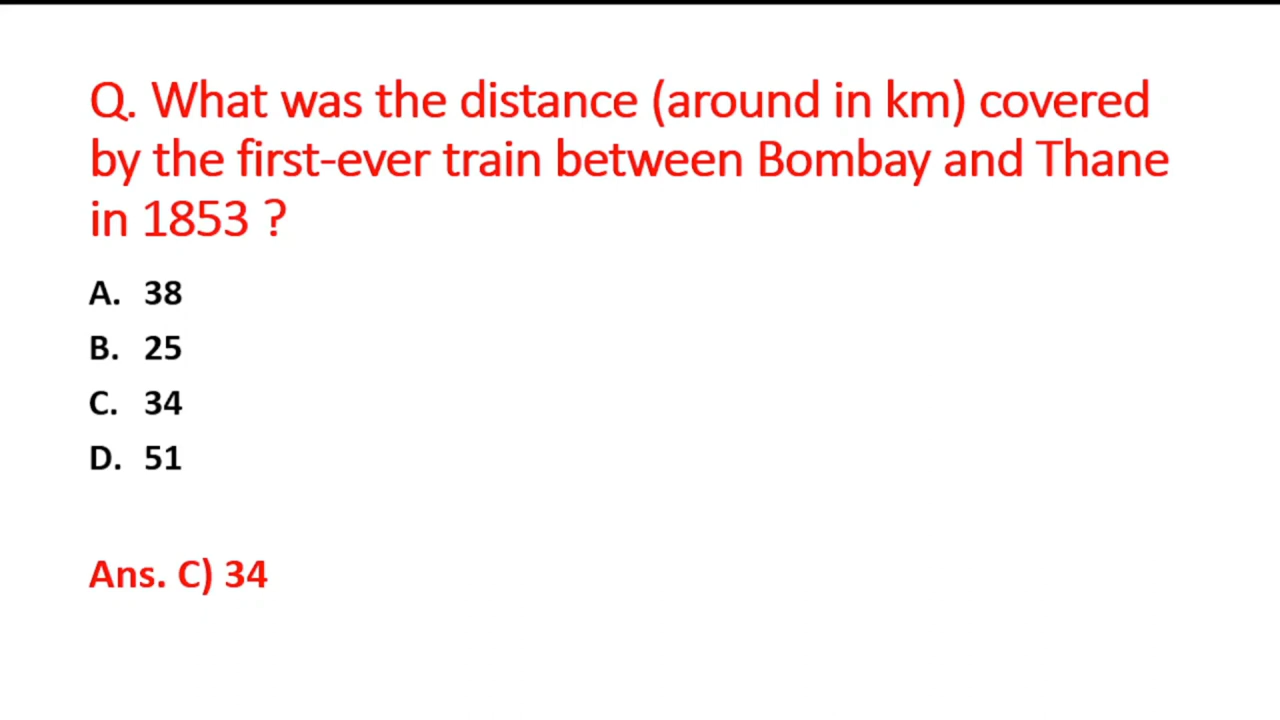 Q. What was the distance (around in km) covered
by the first-ever train between Bombay and Thane
in 1853 ?
A. 38
B. 25
C. 34
D. 51
Ans. C) 34